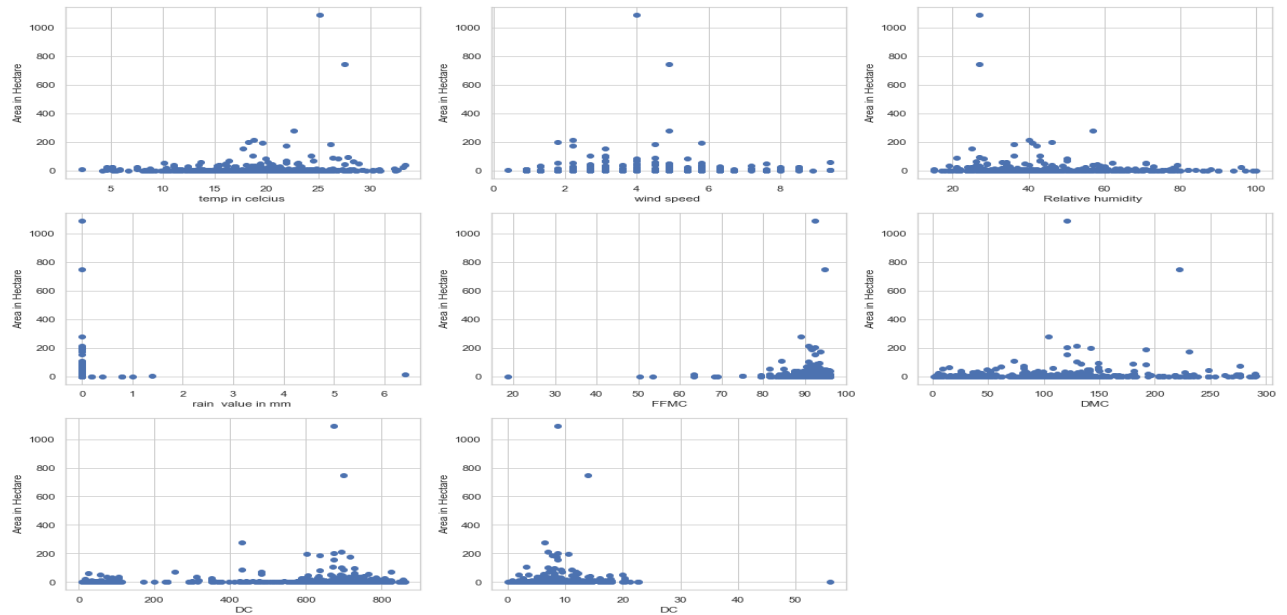 1000
800
600
400
200
0
Area in Hectare
5 10 15 20 25 30
temp in celcius
1000
800
600
400
200
0
Area in Hectare
0 2 4 6 8
wind speed
1000
800
600
400
200
0
Area in Hectare
20 40 60 80 100
Relative humidity
1000
800
600
400
200
0
Area in Hectare
0 1 2 3 4 5 6
rain value in mm
1000
800
600
400
200
0
Area in Hectare
20 30 40 50 60 70 80 90 100
FFMC
1000
800
600
400
200
0
Area in Hectare
0 50 100 150 200 250 300
DMC
1000
800
600
400
200
0
Area in Hectare
0 200 400 600 800
DC
1000
800
600
400
200
0
Area in Hectare
0 10 20 30 40 50
DC